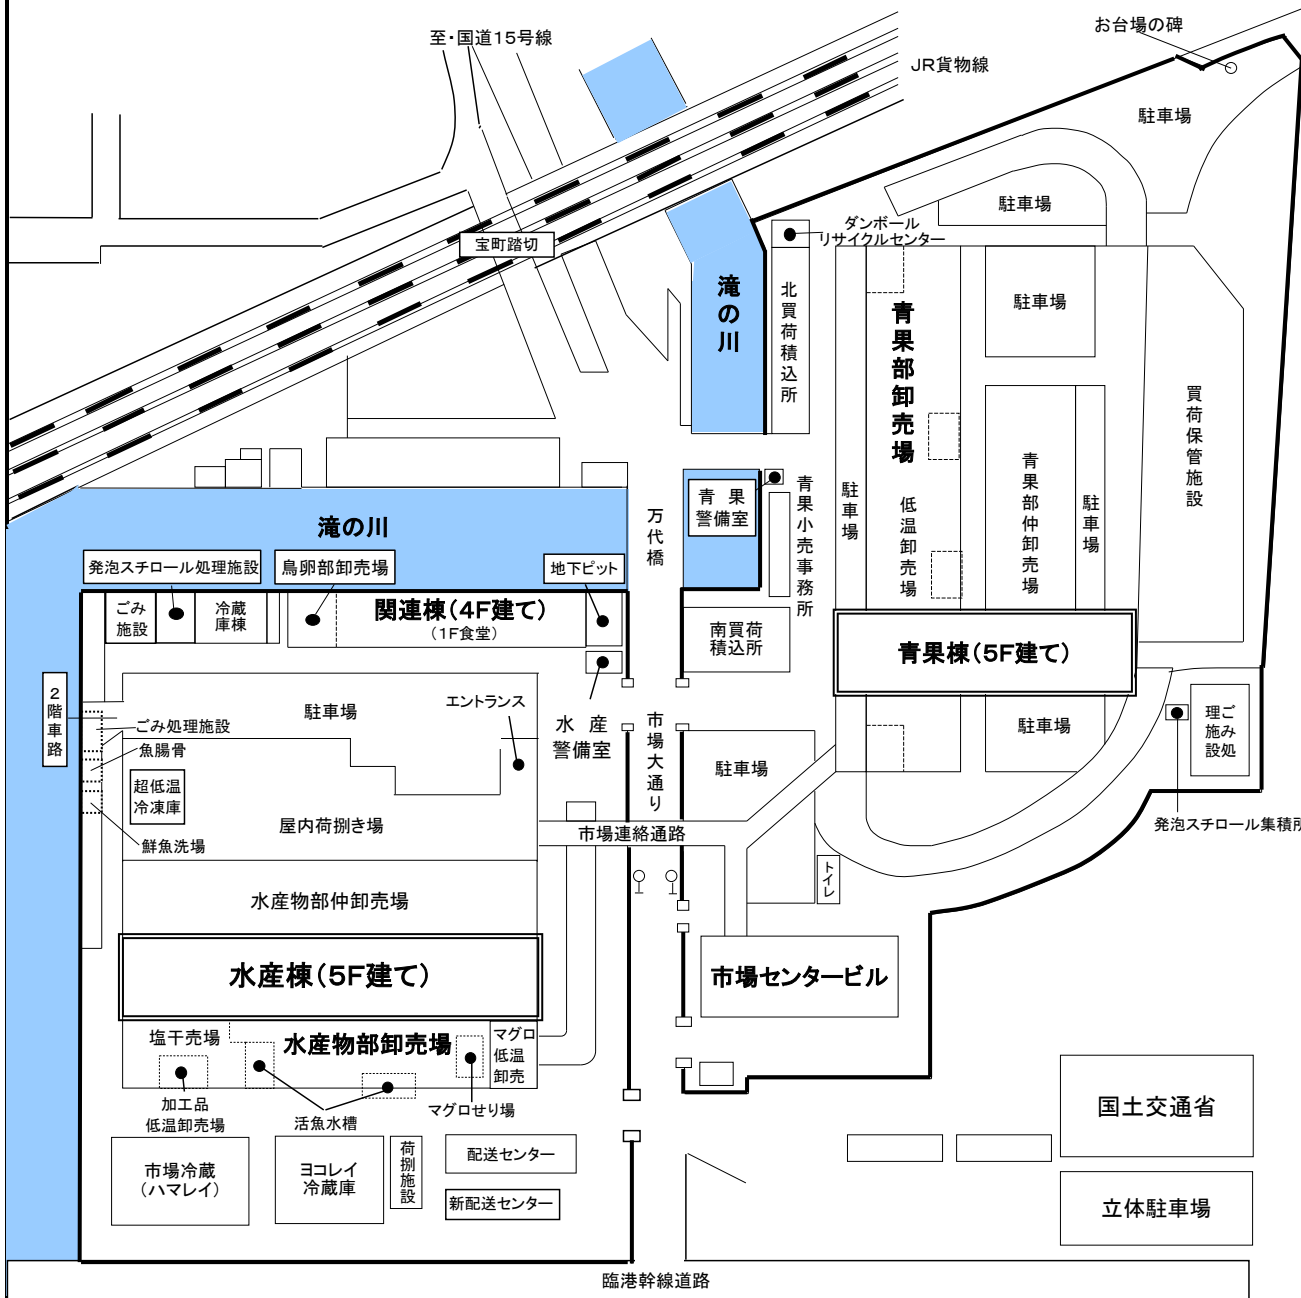 至・国道15号線
お台場の碑
JR貨物線
駐車場
駐車場
ダンボール
リサイクルセンター
宝町踏切
滝の川
北買荷積込所
青果部卸売場
駐車場
買荷保管施設
青果部仲卸売場
駐車場
駐車場
低温卸売場
青果小売事務所
青 果
警備室
万代橋
滝の川
発泡スチロール処理施設
鳥卵部卸売場
地下ピット
ごみ
施設
冷蔵
庫棟
関連棟(4F建て)
(1F食堂)
南買荷
積込所
青果棟(5F建て)
2階車路
駐車場
エントランス
水 産
警備室
市場大通り
ごみ処理施設
魚腸骨
超低温
冷凍庫
鮮魚洗場
屋内荷捌き場
駐車場
駐車場
理ご
施み
設処
発泡スチロール集積所
市場連絡通路
トイレ
水産物部仲卸売場
水産棟(5F建て)
市場センタービル
塩干売場
水産物部卸売場
マグロ
低温
卸売
加工品
低温卸売場
活魚水槽
マグロせり場
市場冷蔵
(ハマレイ)
ヨコレイ
冷蔵庫
荷捌施設
配送センター
新配送センター
国土交通省
立体駐車場
臨港幹線道路